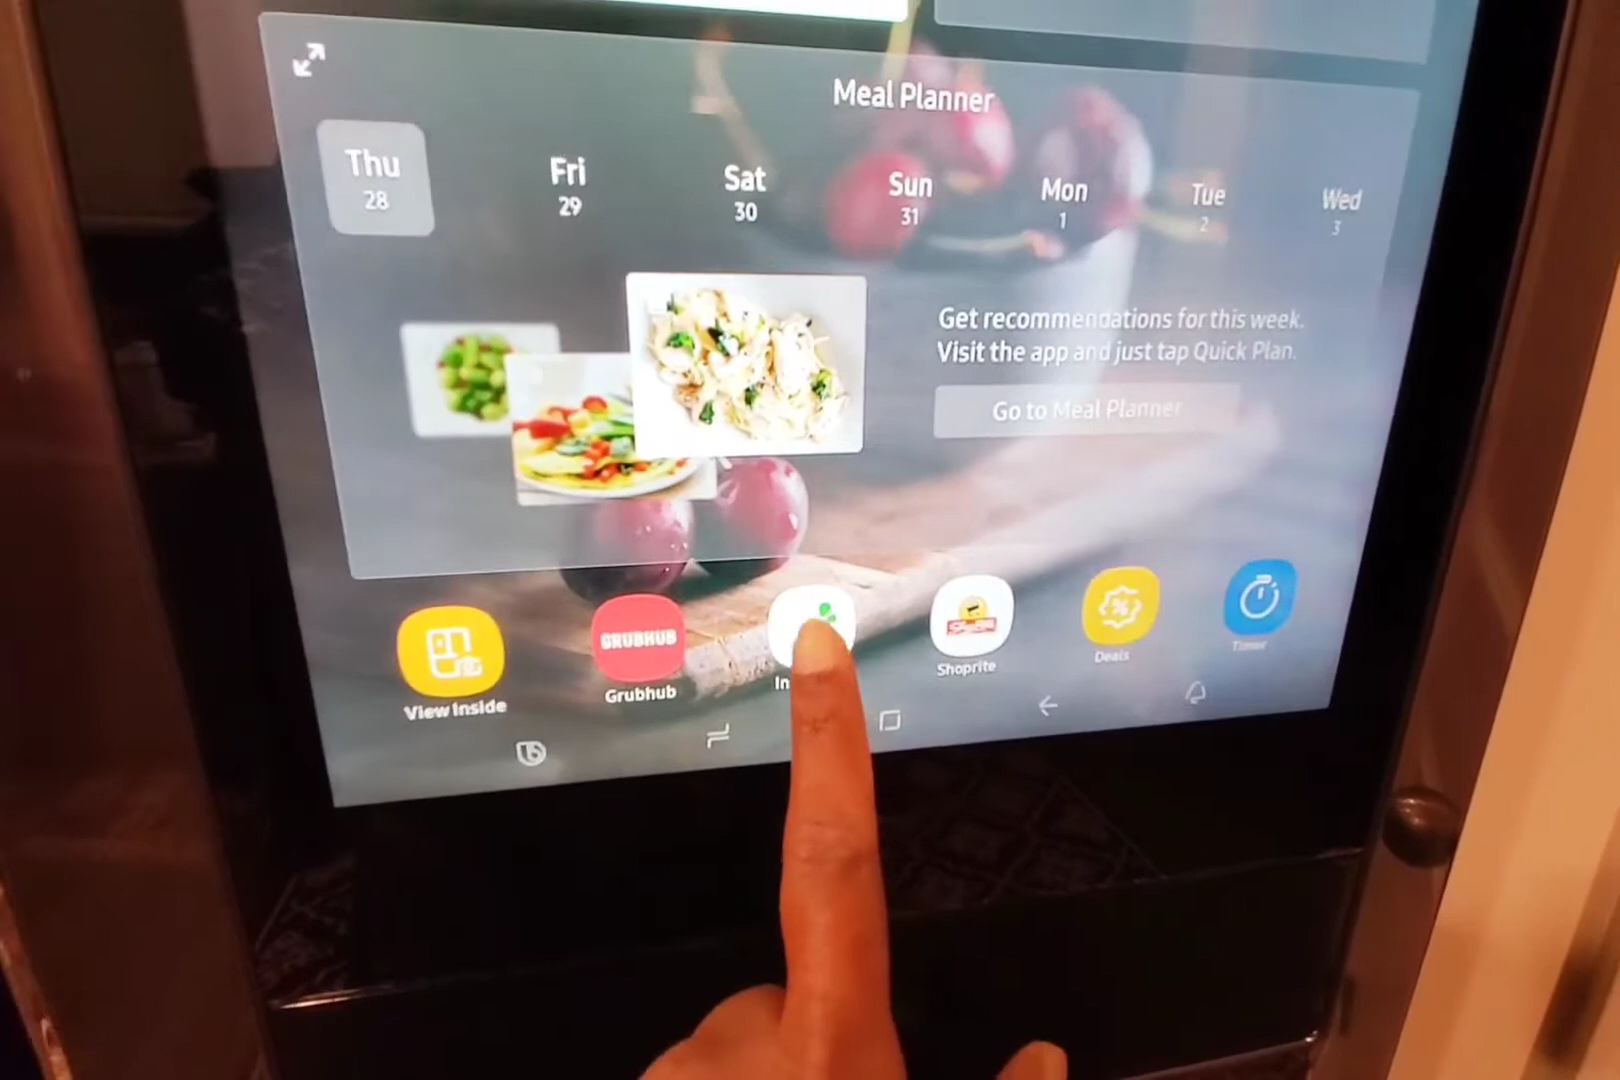 Meal Planner
Thu Fri Sat Sun Mon Tue Wed
28 29 30 31 1 2 3
Get recommendations for this week.
Visit the app and just tap Quick Plan.
Go to Meal Planner
GRUBHUB
View Inside
Grubhub
In
Shoprite
Deals
Timer